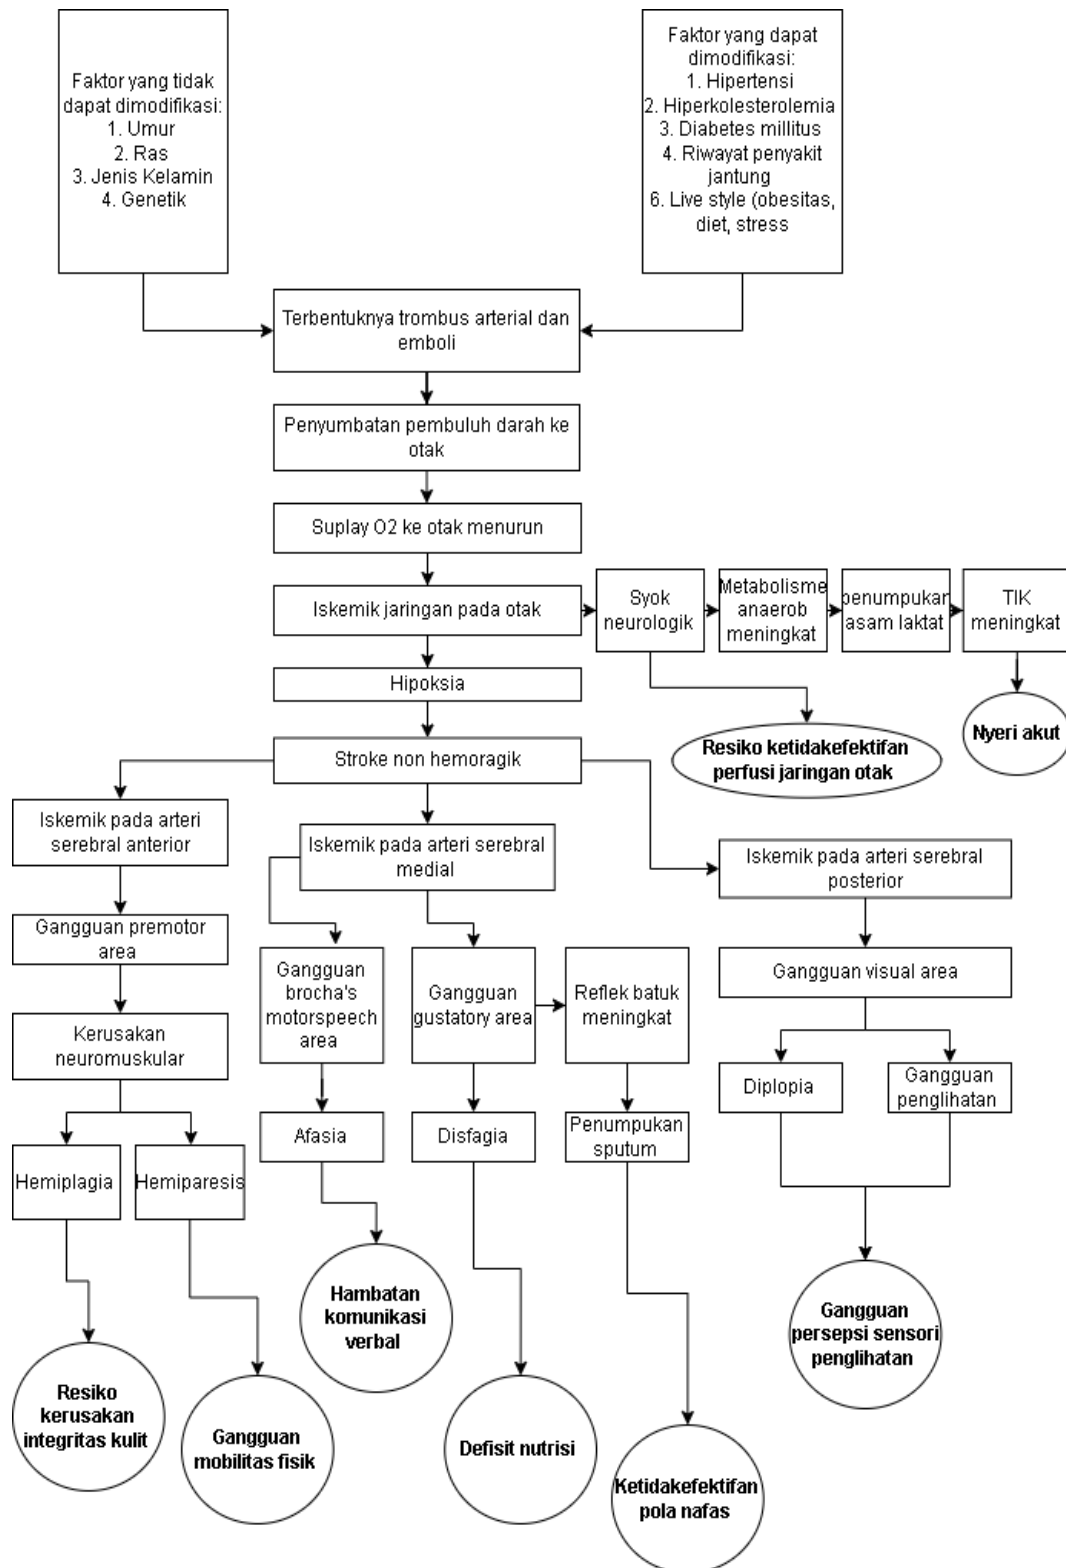 Faktor yang tidak
dapat dimodifikasi:
1. Umur
2. Ras
3. Jenis Kelamin
4. Genetik
Faktor yang dapat
dimodifikasi:
1. Hipertensi
2. Hiperkolesterolemia
3. Diabetes millitus
4. Riwayat penyakit
jantung
6. Live style (obesitas,
diet, stress
Terbentuknya trombus arterial dan
emboli
Penyumbatan pembuluh darah ke
otak
Suplay O2 ke otak menurun
Iskemik jaringan pada otak
Syok
neurologik
Metabolisme
anaerob
meningkat
penumpukan
asam laktat
TIK
meningkat
Hipoksia
Nyeri akut
Resiko ketidakefektifan
perfusi jaringan otak
Stroke non hemoragik
Iskemik pada arteri
serebral anterior
Iskemik pada arteri serebral
medial
Iskemik pada arteri serebral
posterior
Gangguan premotor
area
Gangguan
brocha's
motorspeech
area
Gangguan
gustatory area
Reflek batuk
meningkat
Gangguan visual area
Kerusakan
neuromuskular
Diplopia
Gangguan
penglihatan
Hemiplagia
Hemiparesis
Afasia
Disfagia
Penumpukan
sputum
Hambatan
komunikasi
verbal
Gangguan
persepsi sensori
penglihatan
Resiko
kerusakan
integritas kulit
Gangguan
mobilitas fisik
Defisit nutrisi
Ketidakefektifan
pola nafas